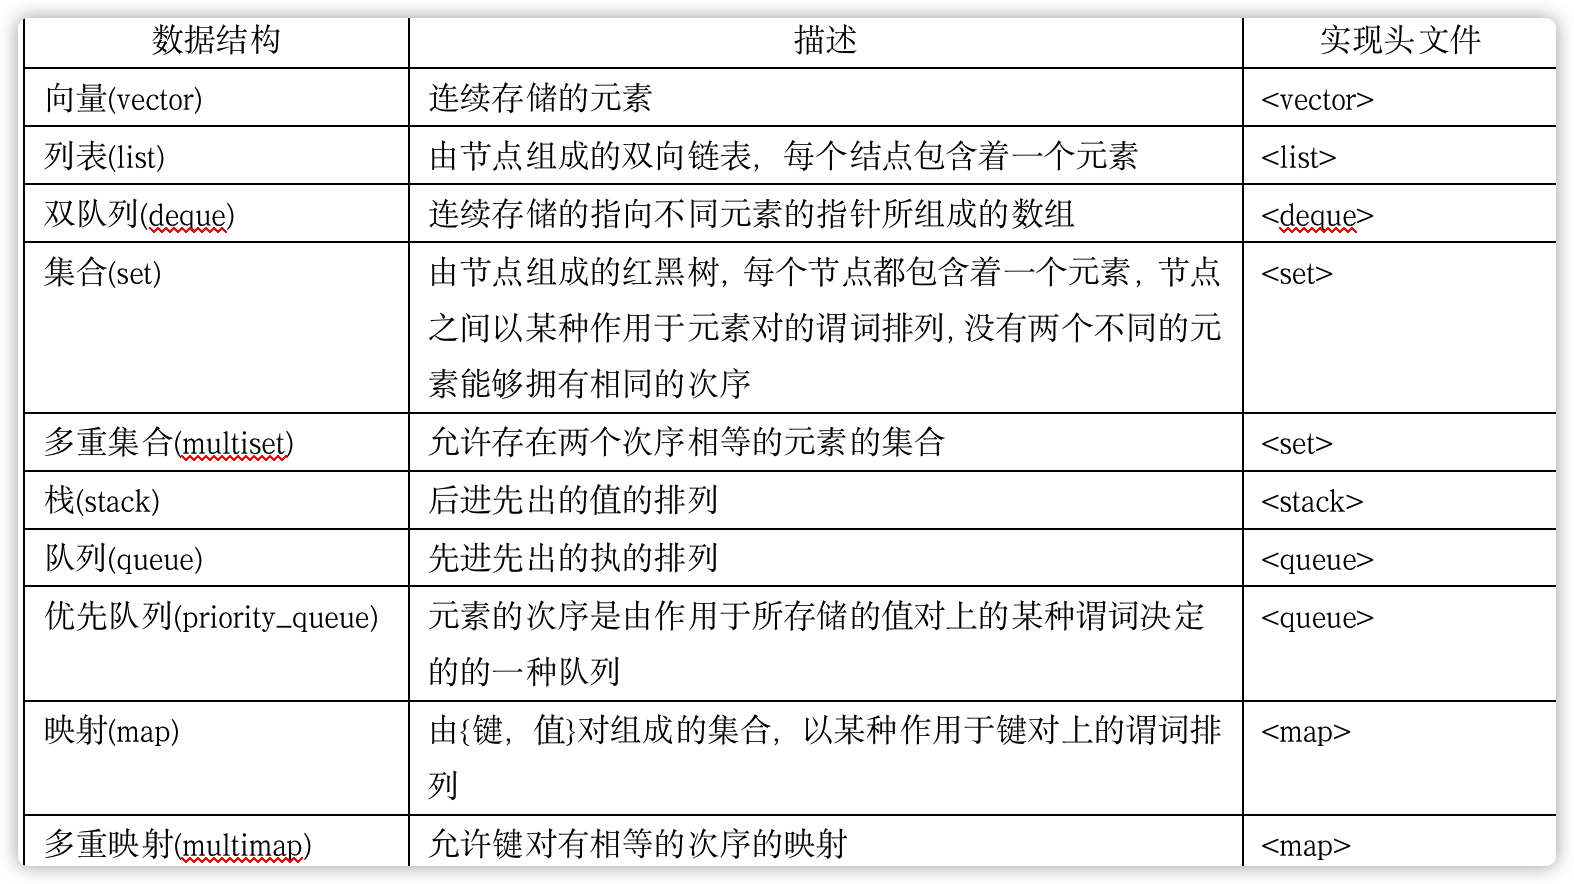 数据结构 描述 实现头文件
向量(vector) 连续存储的元素 <vector>
列表(list) 由节点组成的双向链表，每个结点包含着一个元素 <list>
双队列(deque) 连续存储的指向不同元素的指针所组成的数组 <deque>
集合(set) 由节点组成的红黑树，每个节点都包含着一个元素，节点 <set>
之间以某种作用于元素对的谓词排列，没有两个不同的元
素能够拥有相同的次序
多重集合(multiset) 允许存在两个次序相等的元素的集合 <set>
栈(stack) 后进先出的值的排列 <stack>
队列(queue) 先进先出的执的排列 <queue>
优先队列(priority_queue) 元素的次序是由作用于所存储的值对上的某种谓词决定 <queue>
的的一种队列
映射(map) 由{键，值}对组成的集合，以某种作用于键对上的谓词排 <map>
列
多重映射(multimap) 允许键对有相等的次序的映射 <map>